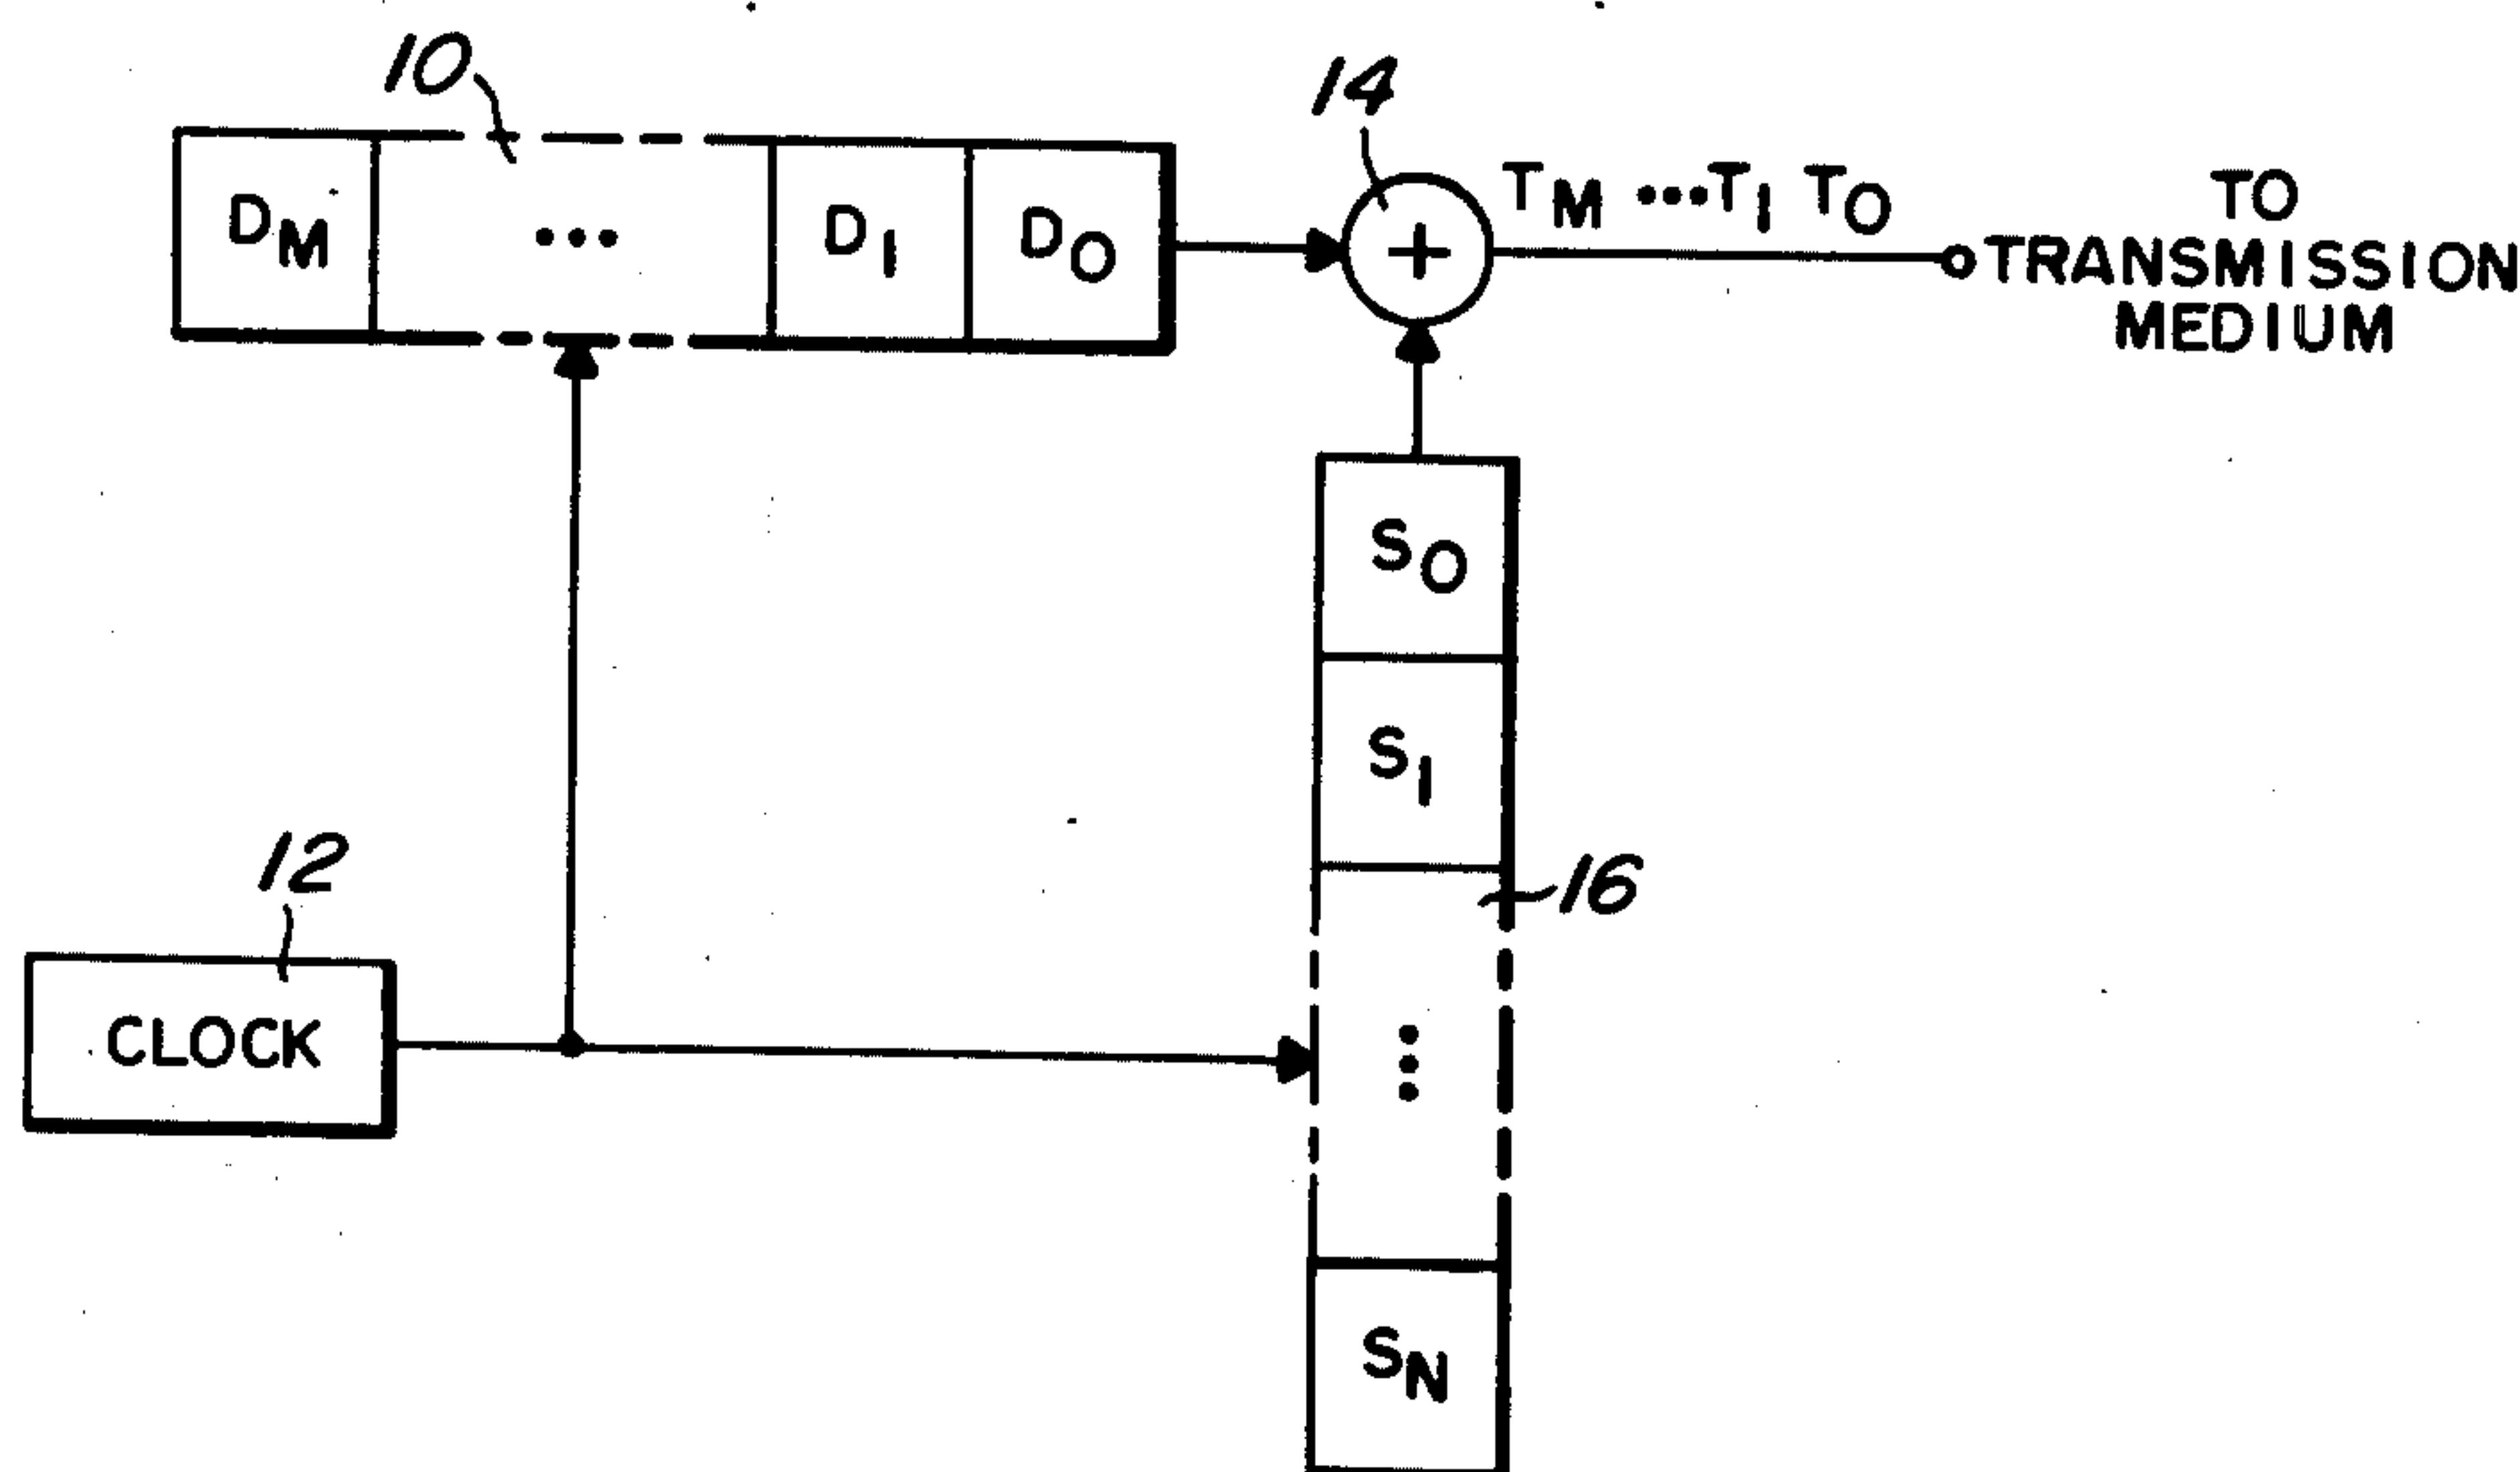 10
14
D_M ... D_1 D_0
+
T_M ...T_1 T_0
TO
TRANSMISSION
MEDIUM
S_0
S_1
12
16
CLOCK
S_N